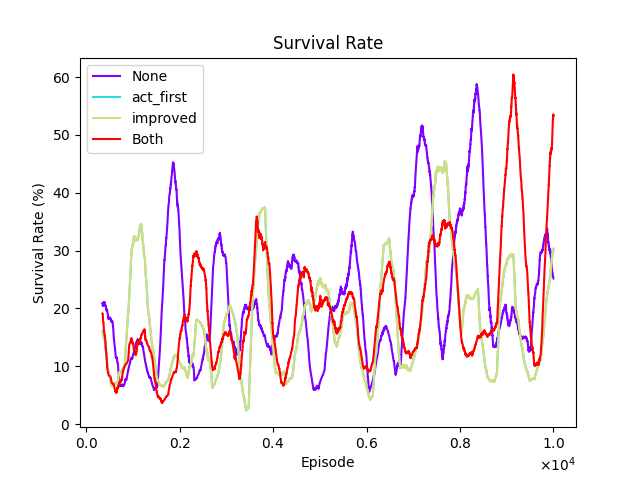 Survival Rate
None
act_first
improved
Both
Survival Rate (%)
60
50
40
30
20
10
0
0.0 0.2 0.4 0.6 0.8 1.0
Episode
×10⁴